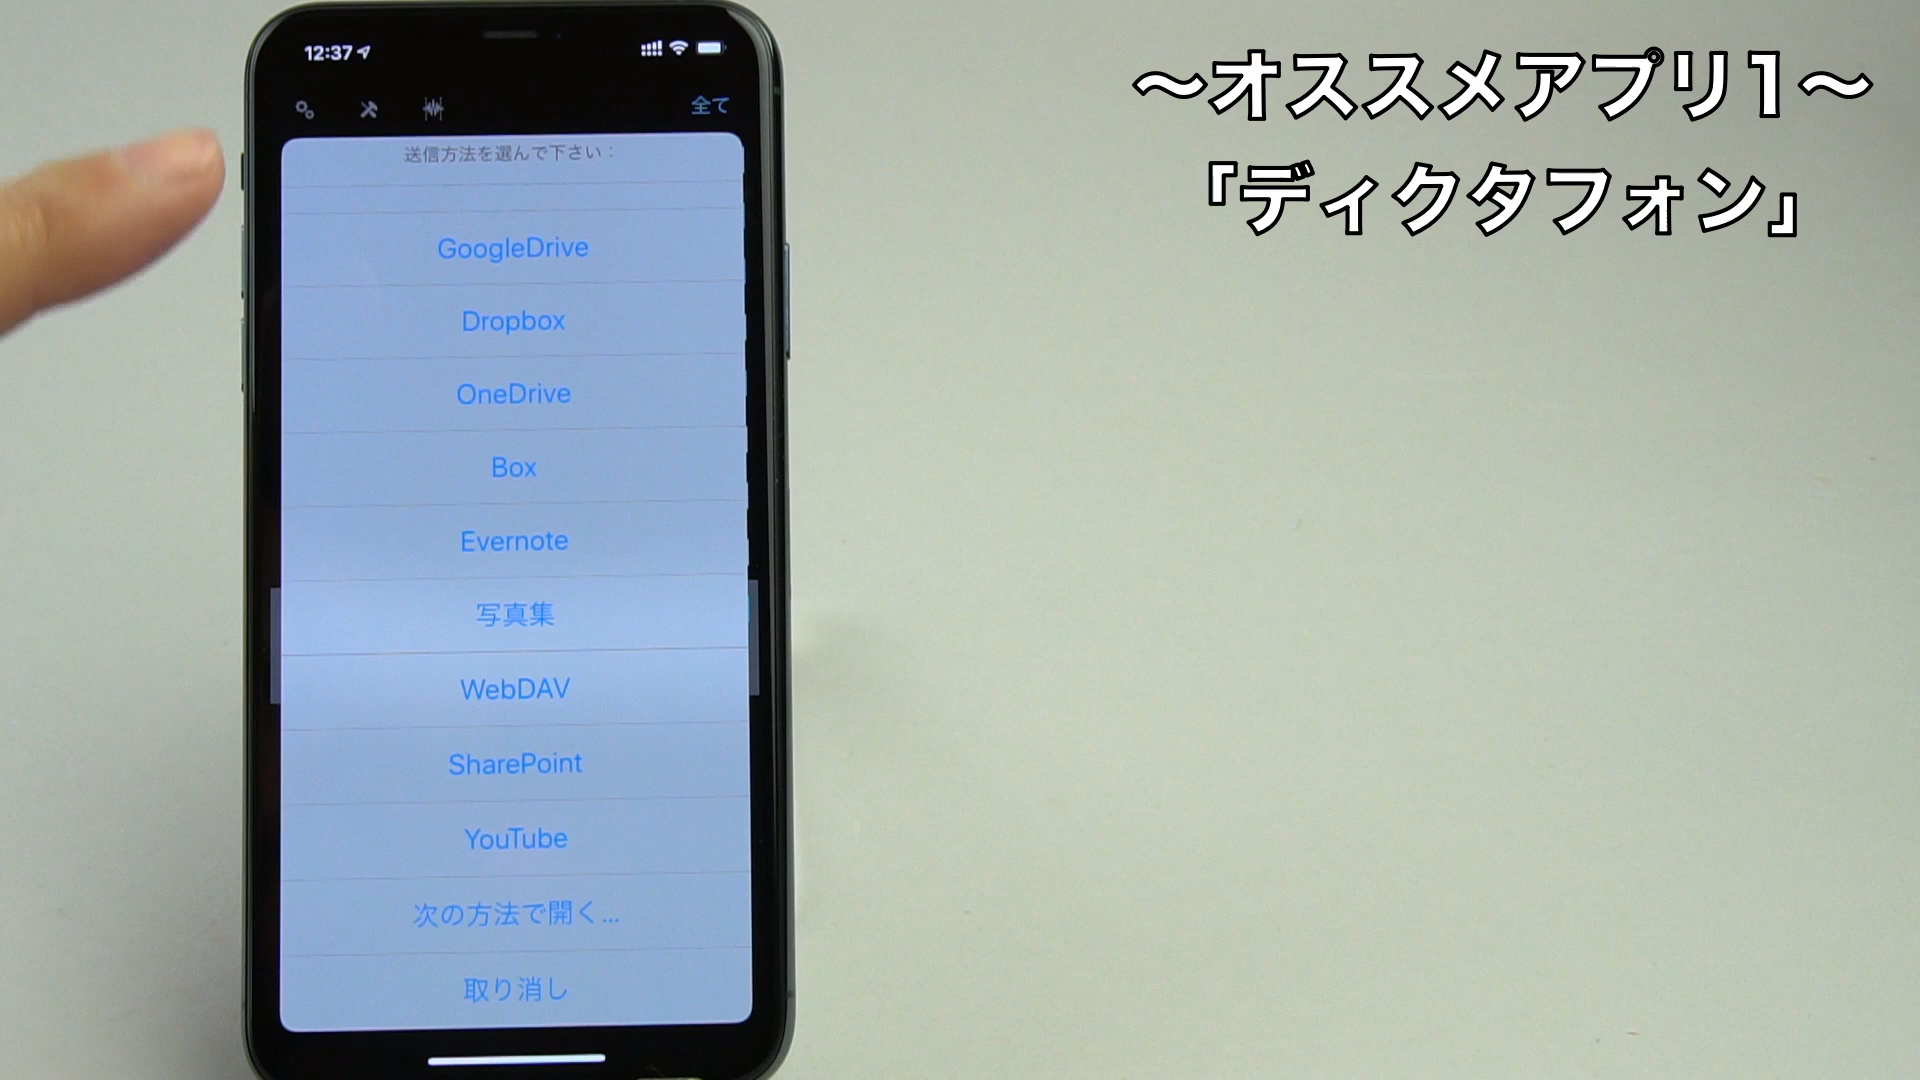 12:37
全て
送信方法を選んで下さい：
GoogleDrive
Dropbox
OneDrive
Box
Evernote
写真集
WebDAV
SharePoint
YouTube
次の方法で開く...
取り消し
～オススメアプリ1～
「ディクタフォン」